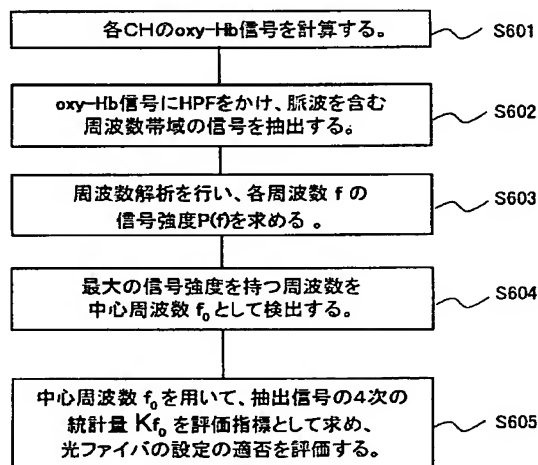 各CHのoxy-Hb信号を計算する。
S601
oxy-Hb信号にHPFをかけ、脈波を含む
周波数帯域の信号を抽出する。
S602
周波数解析を行い、各周波数 f の
信号強度P(f)を求める 。
S603
最大の信号強度を持つ周波数を
中心周波数 f₀として検出する。
S604
中心周波数 f₀を用いて、抽出信号の4次の
統計量 Kf₀を評価指標として求め、
光ファイバの設定の適否を評価する。
S605